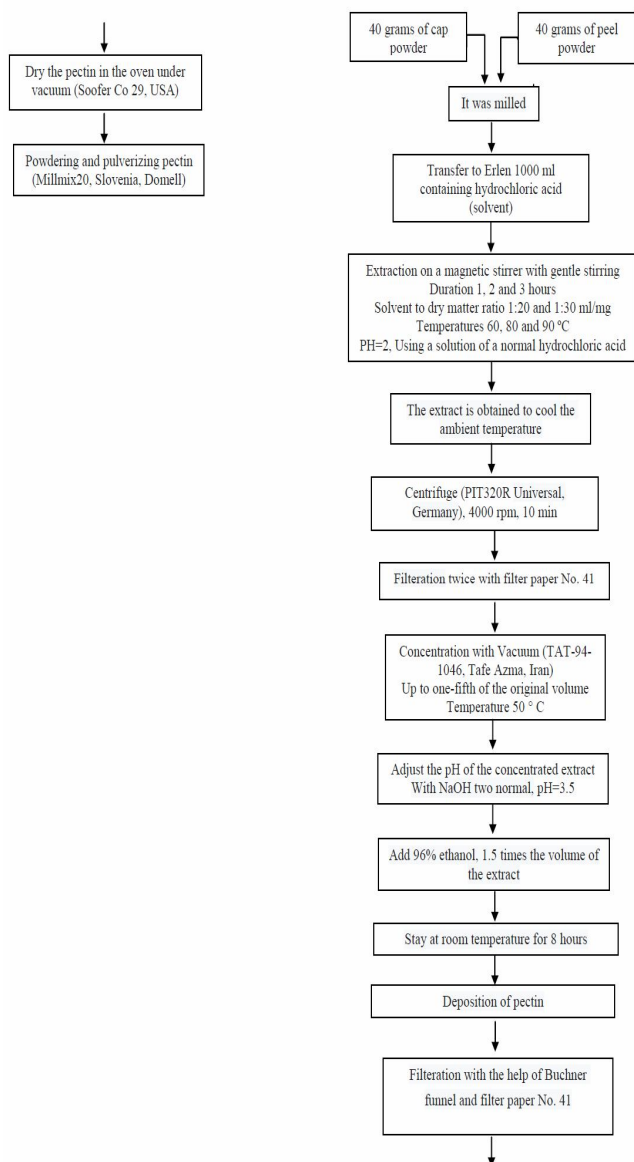 Dry the pectin in the oven under
vacuum (Soofer Co 29, USA)
Powdering and pulverizing pectin
(Millmix20, Slovenia, Domell)
40 grams of cap
powder
40 grams of peel
powder
It was milled
Transfer to Erlen 1000 ml
containing hydrochloric acid
(solvent)
Extraction on a magnetic stirrer with gentle stirring
Duration 1, 2 and 3 hours
Solvent to dry matter ratio 1:20 and 1:30 ml/mg
Temperatures 60, 80 and 90 ºC
PH=2, Using a solution of a normal hydrochloric acid
The extract is obtained to cool the
ambient temperature
Centrifuge (PIT320R Universal,
Germany), 4000 rpm, 10 min
Filteration twice with filter paper No. 41
Concentration with Vacuum (TAT-94-
1046, Tafe Azma, Iran)
Up to one-fifth of the original volume
Temperature 50 ° C
Adjust the pH of the concentrated extract
With NaOH two normal, pH=3.5
Add 96% ethanol, 1.5 times the volume of
the extract
Stay at room temperature for 8 hours
Deposition of pectin
Filteration with the help of Buchner
funnel and filter paper No. 41